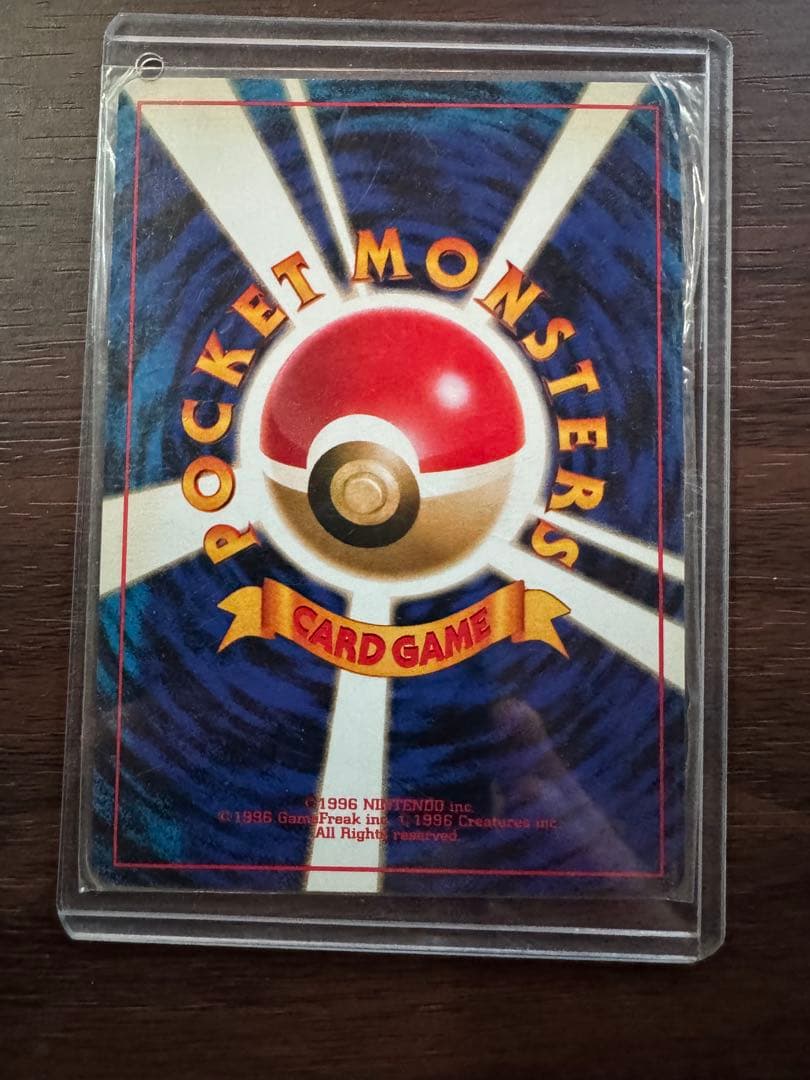 POCKET MONSTERS
CARD GAME
©1996 NINTENDO inc.
©1996 GameFreak inc. ©1996 Creatures inc.
All Rights reserved.